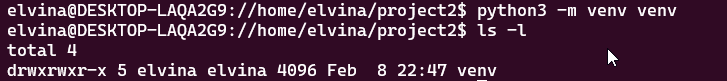 elvina@DESKTOP-LAQA2G9://home/elvina/project2$ python3 -m venv venv
elvina@DESKTOP-LAQA2G9://home/elvina/project2$ ls -l
total 4
drwxrwxr-x 5 elvina elvina 4096 Feb  8 22:47 venv